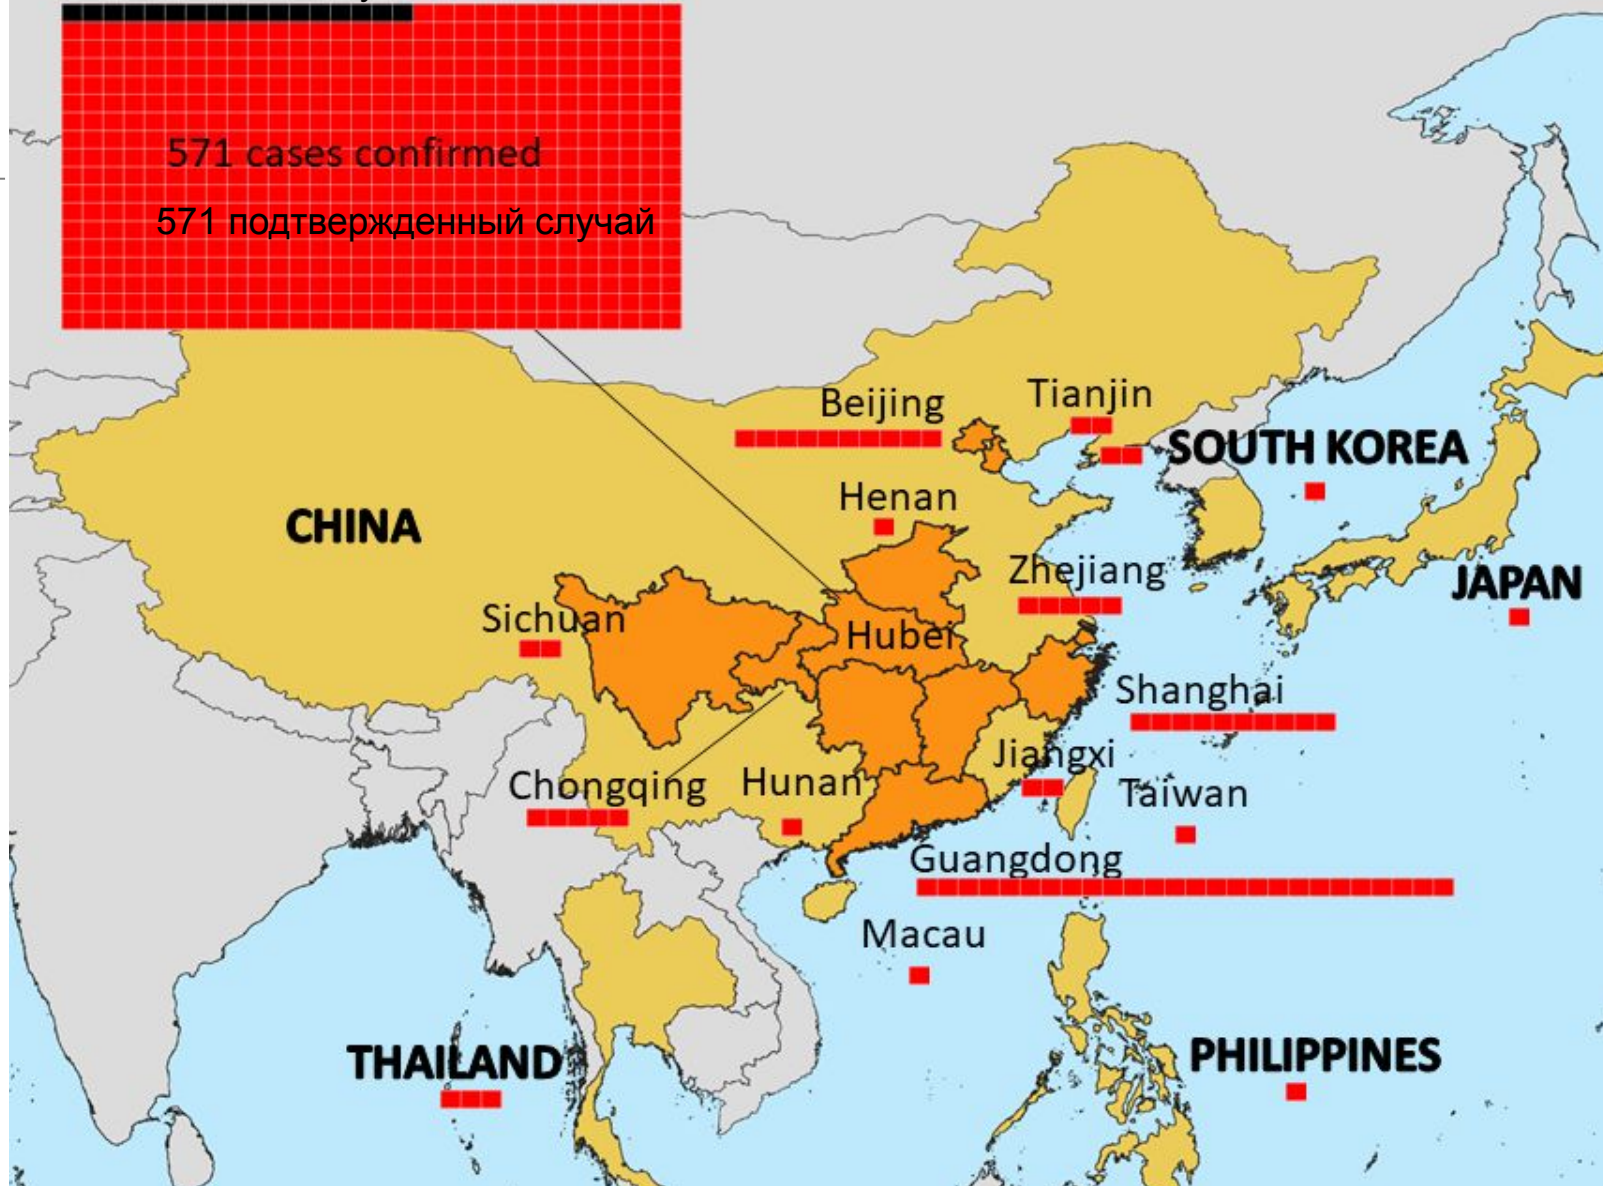 571 cases confirmed
571 подтвержденный случай
Beijing
Tianjin
SOUTH KOREA
Henan
CHINA
Zhejiang
JAPAN
Sichuan
Hubei
Shanghai
Jiangxi
Chongqing
Hunan
Taiwan
Guangdong
Macau
THAILAND
PHILIPPINES